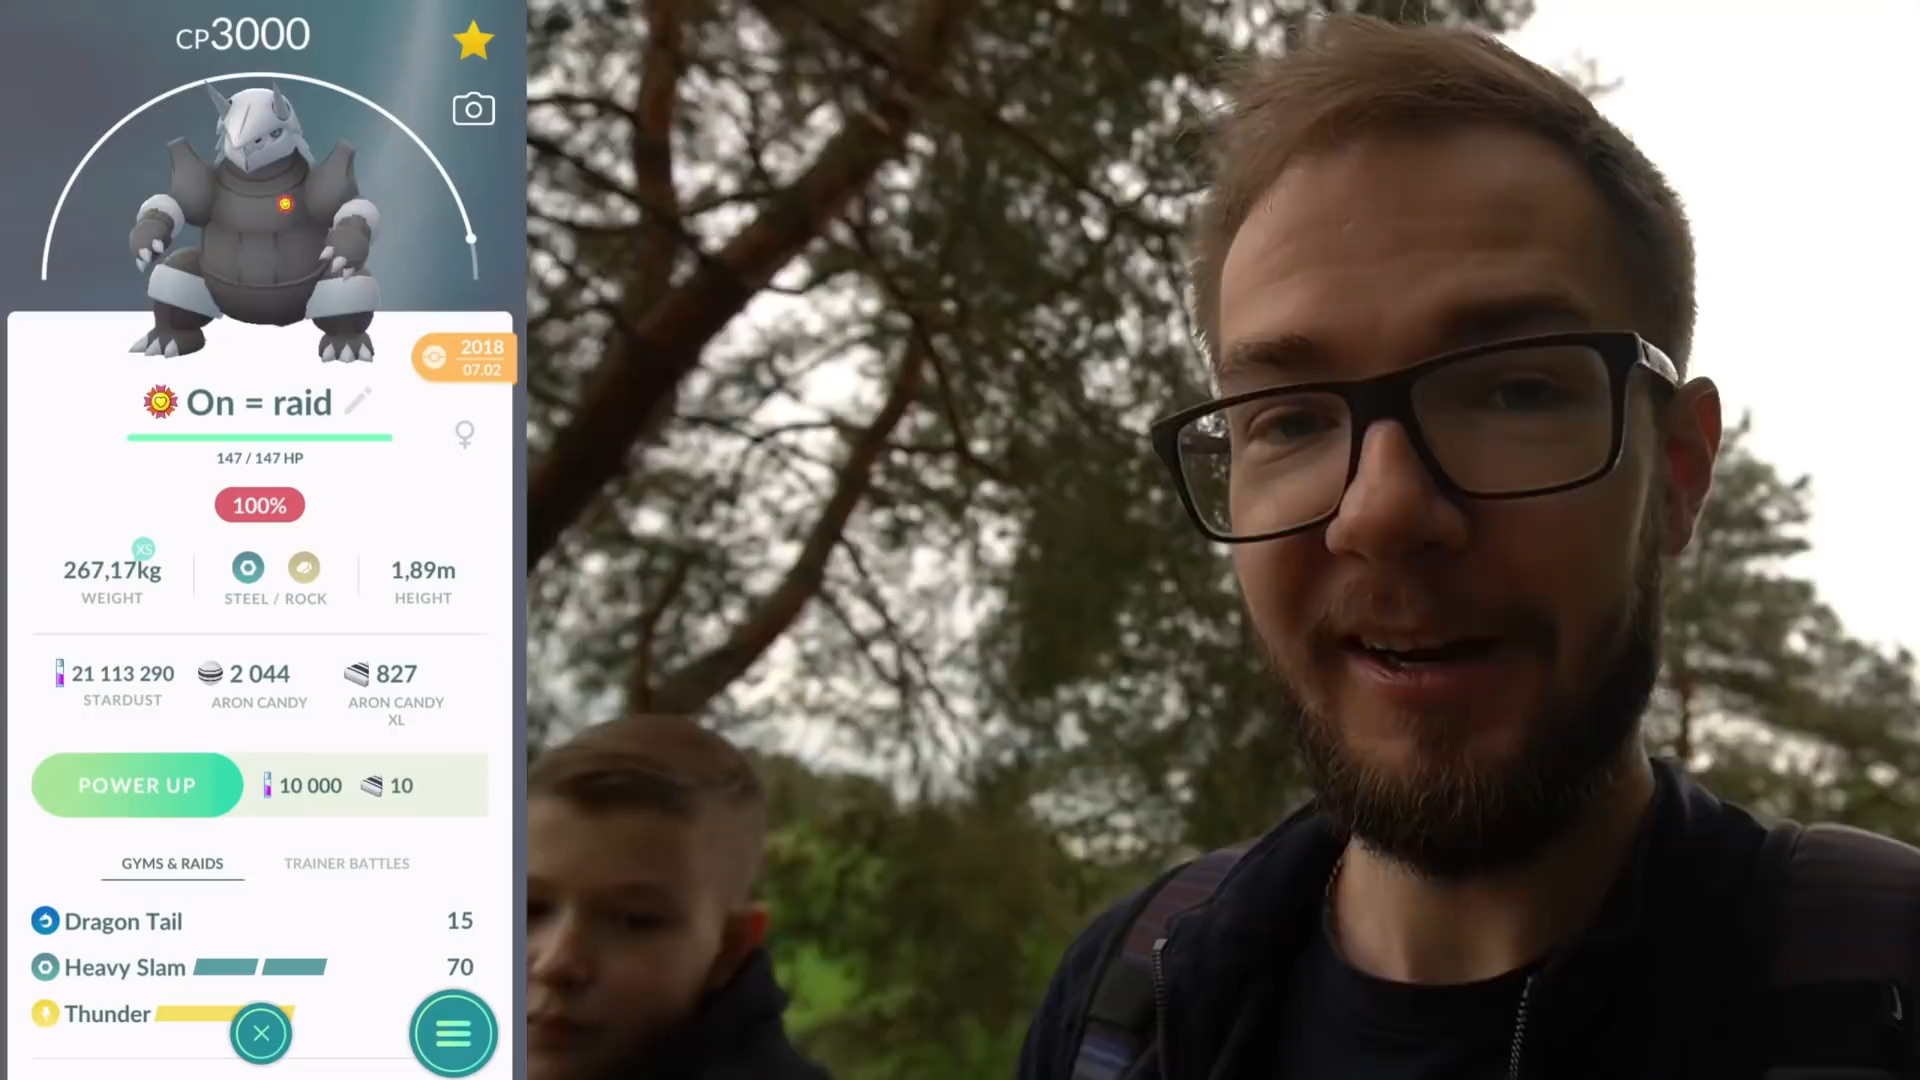 CP3000
2018
07.02
On = raid
147 / 147 HP
100%
XS
267,17kg
WEIGHT
STEEL / ROCK
1,89m
HEIGHT
21 113 290
STARDUST
2 044
ARON CANDY
827
ARON CANDY
XL
POWER UP
10 000
10
GYMS & RAIDS
TRAINER BATTLES
Dragon Tail
15
Heavy Slam
70
Thunder